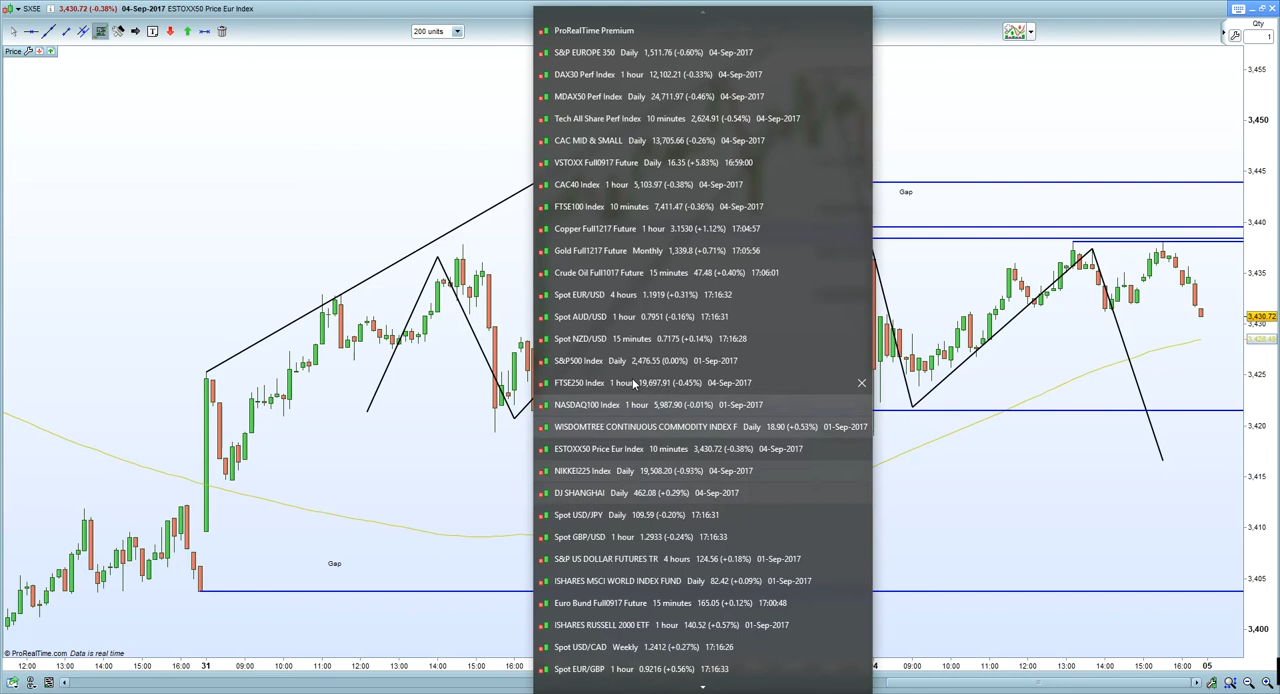 SX5E 3,430.72 (-0.38%) 04-Sep-2017 ESTOXX50 Price Eur Index
Qty
200 units
1
Price
ProRealTime Premium
S&P EUROPE 350 Daily 1,511.76 (-0.60%) 04-Sep-2017
DAX30 Perf Index 1 hour 12,102.21 (-0.33%) 04-Sep-2017
MDAX50 Perf Index Daily 24,711.97 (-0.46%) 04-Sep-2017
Tech All Share Perf Index 10 minutes 2,624.91 (-0.54%) 04-Sep-2017
CAC MID & SMALL Daily 13,705.66 (-0.26%) 04-Sep-2017
VSTOXX Full0917 Future Daily 16.35 (+5.83%) 16:59:00
CAC40 Index 1 hour 5,103.97 (-0.38%) 04-Sep-2017
FTSE100 Index 10 minutes 7,411.47 (-0.36%) 04-Sep-2017
Copper Full1217 Future 1 hour 3.1530 (+1.12%) 17:04:57
Gold Full1217 Future Monthly 1,339.8 (+0.71%) 17:05:56
Crude Oil Full1017 Future 15 minutes 47.48 (+0.40%) 17:06:01
Spot EUR/USD 4 hours 1.1919 (+0.31%) 17:16:32
Spot AUD/USD 1 hour 0.7951 (-0.16%) 17:16:31
Spot NZD/USD 15 minutes 0.7175 (+0.14%) 17:16:28
S&P500 Index Daily 2,476.55 (0.00%) 01-Sep-2017
FTSE250 Index 1 hour 19,697.91 (-0.45%) 04-Sep-2017
NASDAQ100 Index 1 hour 5,987.90 (-0.01%) 01-Sep-2017
WISDOMTREE CONTINUOUS COMMODITY INDEX F Daily 18.90 (+0.53%) 01-Sep-2017
ESTOXX50 Price Eur Index 10 minutes 3,430.72 (-0.38%) 04-Sep-2017
NIKKEI225 Index Daily 19,508.20 (-0.93%) 04-Sep-2017
DJ SHANGHAI Daily 462.08 (+0.29%) 04-Sep-2017
Spot USD/JPY Daily 109.59 (-0.20%) 17:16:31
Spot GBP/USD 1 hour 1.2933 (-0.24%) 17:16:33
S&P US DOLLAR FUTURES TR 4 hours 124.56 (+0.18%) 01-Sep-2017
ISHARES MSCI WORLD INDEX FUND Daily 82.42 (+0.09%) 01-Sep-2017
Euro Bund Full0917 Future 15 minutes 165.05 (+0.12%) 17:00:48
ISHARES RUSSELL 2000 ETF 1 hour 140.52 (+0.57%) 01-Sep-2017
Spot USD/CAD Weekly 1.2412 (+0.27%) 17:16:26
Spot EUR/GBP 1 hour 0.9216 (+0.56%) 17:16:33
Gap
Gap
3,455
3,450
3,445
3,440
3,435
3,430.72
3,428.48
3,425
3,420
3,415
3,410
3,405
3,400
© ProRealTime.com Data is real time
12:00 13:00 14:00 15:00 16:00 31 09:00 10:00 11:00 12:00 13:00 14:00 15:00 16:00 4 09:00 10:00 11:00 12:00 13:00 14:00 15:00 16:00 05